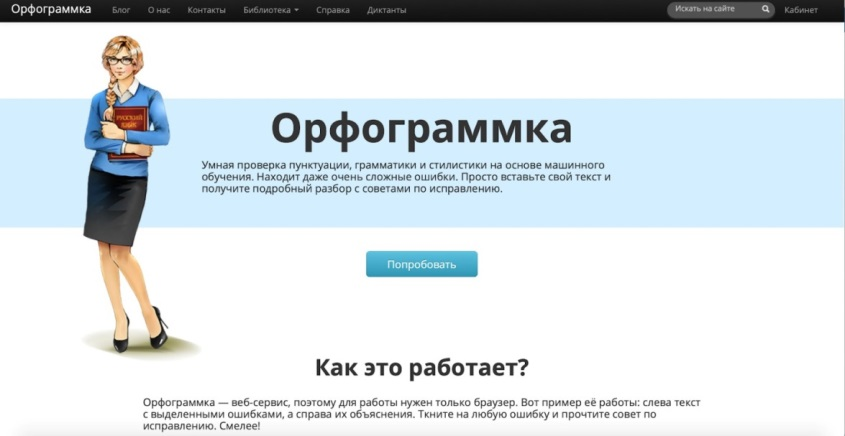 Орфограммка Блог О нас Контакты Библиотека Справка Диктанты Искать на сайте Кабинет
РУССКИЙ
ЯЗЫК
Орфограммка
Умная проверка пунктуации, грамматики и стилистики на основе машинного
обучения. Находит даже очень сложные ошибки. Просто вставьте свой текст и
получите подробный разбор с советами по исправлению.
Попробовать
Как это работает?
Орфограммка — веб-сервис, поэтому для работы нужен только браузер. Вот пример её работы: слева текст
с выделенными ошибками, а справа их объяснения. Ткните на любую ошибку и прочтите совет по
исправлению. Смелее!